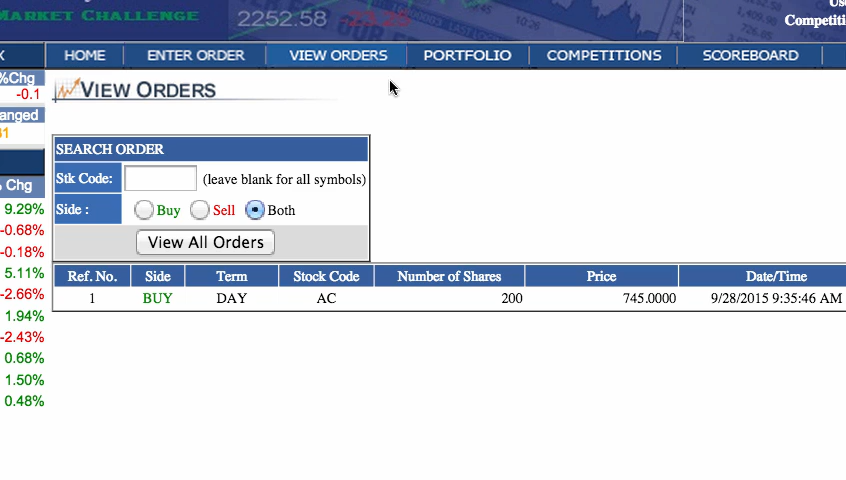 Us
MARKET CHALLENGE 2252.58 -23.28 Competiti
X HOME ENTER ORDER VIEW ORDERS PORTFOLIO COMPETITIONS SCOREBOARD
%Chg
-0.1
VIEW ORDERS
anged
31
% Chg
9.29%
-0.68%
-0.18%
5.11%
-2.66%
1.94%
-2.43%
0.68%
1.50%
0.48%
SEARCH ORDER
Stk Code: (leave blank for all symbols)
Side : Buy Sell Both
View All Orders
Ref. No. Side Term Stock Code Number of Shares Price Date/Time
1 BUY DAY AC 200 745.0000 9/28/2015 9:35:46 AM